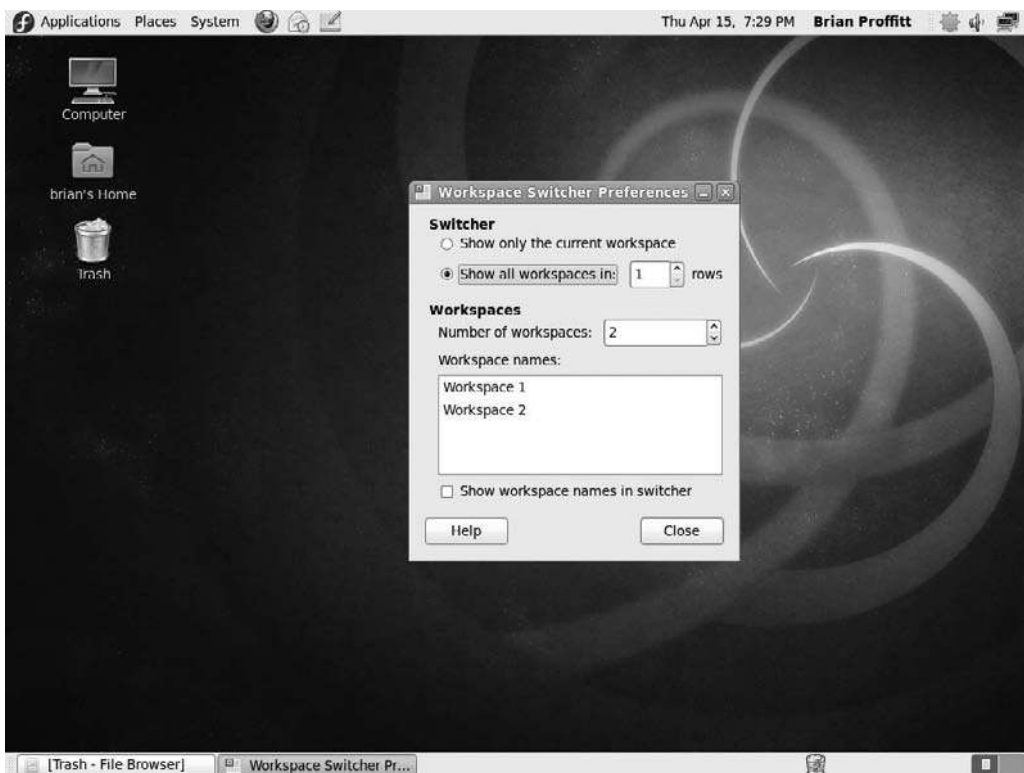 Applications Places System
Thu Apr 15, 7:29 PM Brian Proffitt
Computer
brian's Home
Trash
Workspace Switcher Preferences
Switcher
Show only the current workspace
Show all workspaces in: 1 rows
Workspaces
Number of workspaces: 2
Workspace names:
Workspace 1
Workspace 2
Show workspace names in switcher
Help Close
[Trash - File Browser] Workspace Switcher Pr...